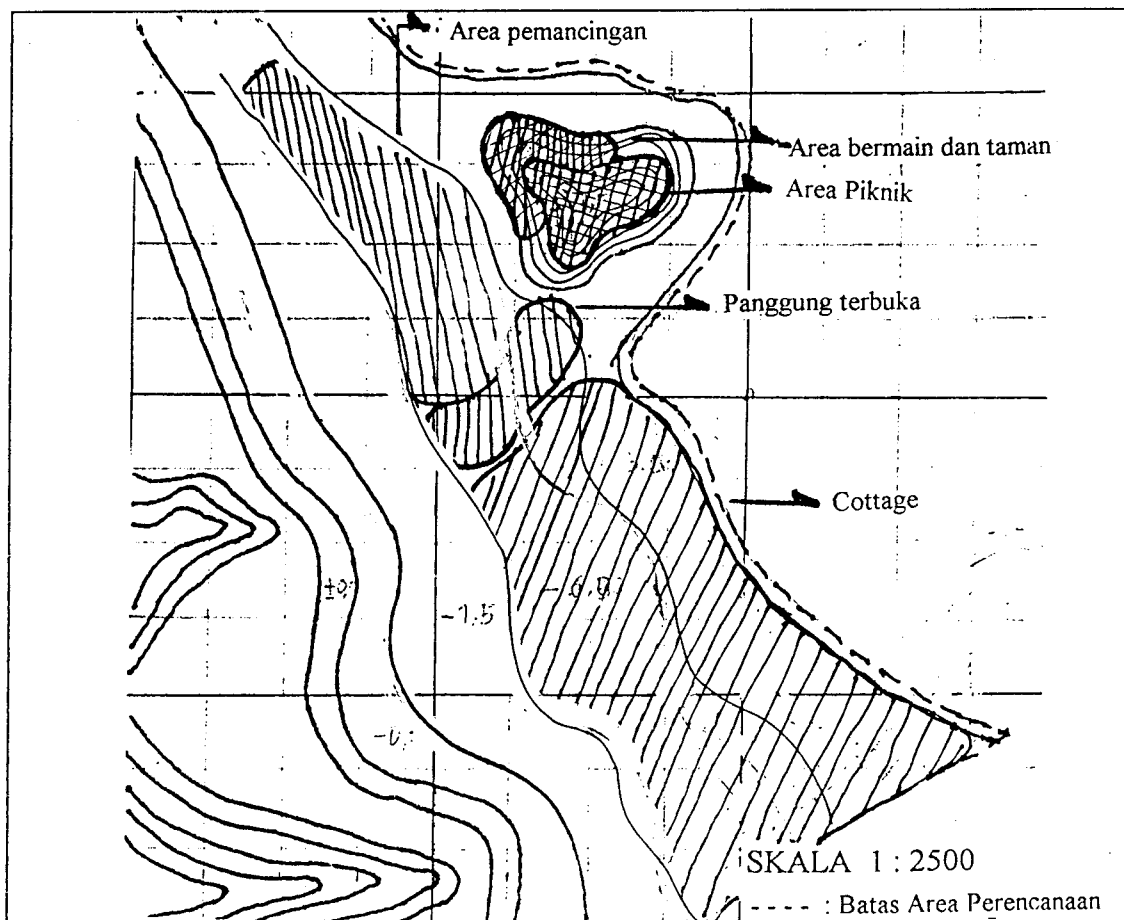 Area pemancingan
Area bermain dan taman
Area Piknik
Panggung terbuka
Cottage
±0
-1.5
-6.0
SKALA 1 : 2500
---- : Batas Area Perencanaan